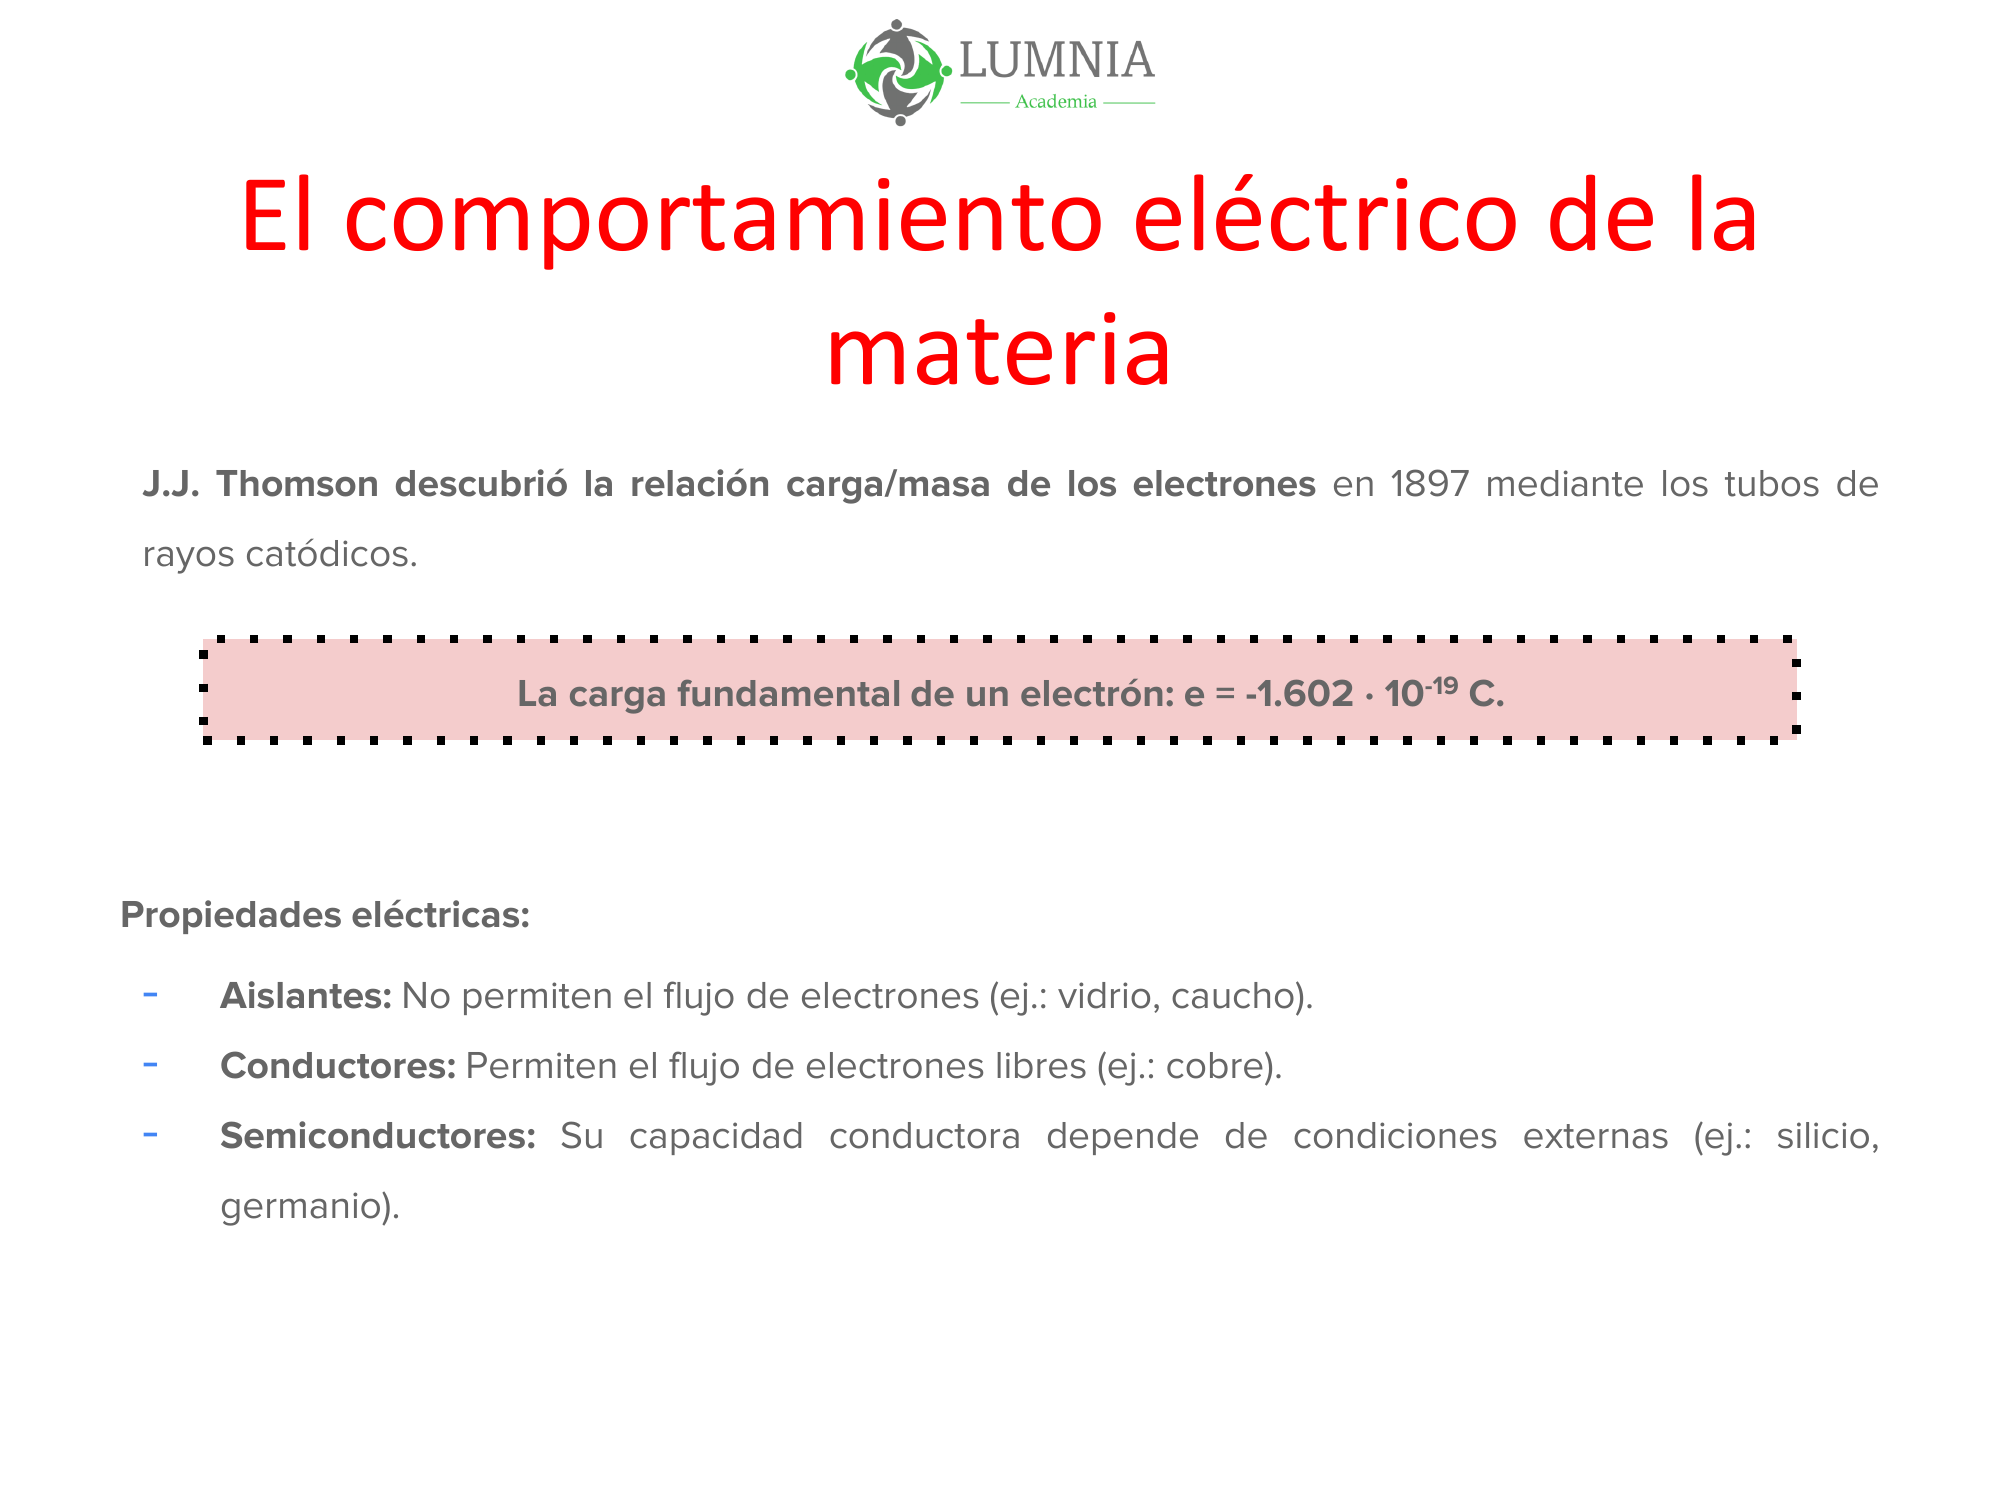 LUMNIA
Academia
El comportamiento eléctrico de la
materia
J.J. Thomson descubrió la relación carga/masa de los electrones en 1897 mediante los tubos de
rayos catódicos.
La carga fundamental de un electrón: e = -1.602 · 10⁻¹⁹ C.
Propiedades eléctricas:
- Aislantes: No permiten el flujo de electrones (ej.: vidrio, caucho).
- Conductores: Permiten el flujo de electrones libres (ej.: cobre).
- Semiconductores: Su capacidad conductora depende de condiciones externas (ej.: silicio,
germanio).